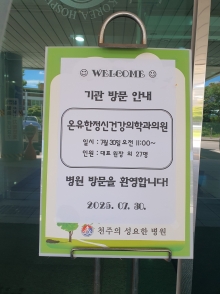 WELCOME
기관 방문 안내
온유한정신건강의학과의원
일시 : 7월 30일 오전 11:00~
인원 : 대표 원장 외 27명
병원 방문을 환영합니다!
2025. 07. 30.
천주의 성요한 병원